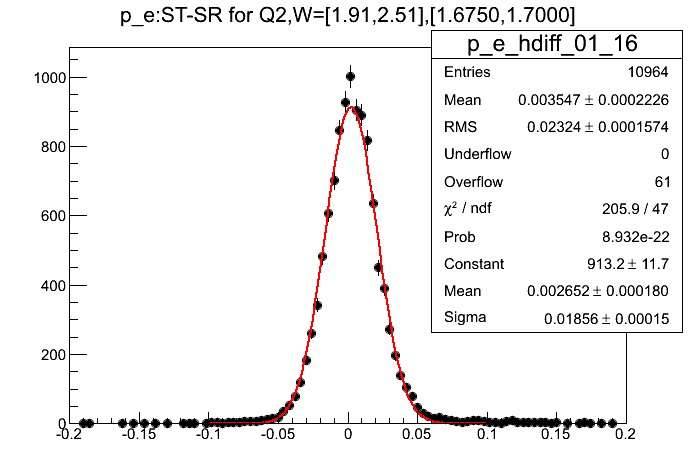 p_e:ST-SR for Q2,W=[1.91,2.51],[1.6750,1.7000]
p_e_hdiff_01_16
Entries 10964
Mean 0.003547 ± 0.0002226
RMS 0.02324 ± 0.0001574
Underflow 0
Overflow 61
χ² / ndf 205.9 / 47
Prob 8.932e-22
Constant 913.2 ± 11.7
Mean 0.002652 ± 0.000180
Sigma 0.01856 ± 0.00015
1000
800
600
400
200
0
-0.2 -0.15 -0.1 -0.05 0 0.05 0.1 0.15 0.2